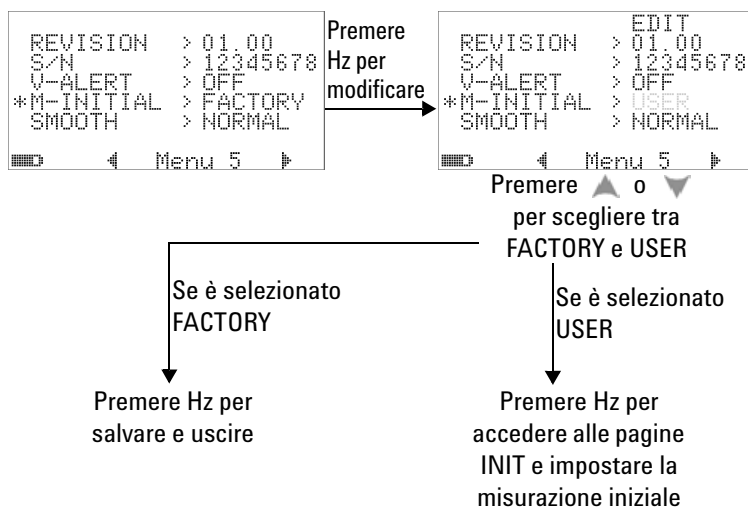 REVISION > 01.00
S/N > 12345678
V-ALERT > OFF
*M-INITIAL > FACTORY
SMOOTH > NORMAL
Menu 5
Premere
Hz per
modificare
EDIT
REVISION > 01.00
S/N > 12345678
V-ALERT > OFF
*M-INITIAL > USER
SMOOTH > NORMAL
Menu 5
Premere o
per scegliere tra
FACTORY e USER
Se è selezionato
FACTORY
Se è selezionato
USER
Premere Hz per
salvare e uscire
Premere Hz per
accedere alle pagine
INIT e impostare la
misurazione iniziale